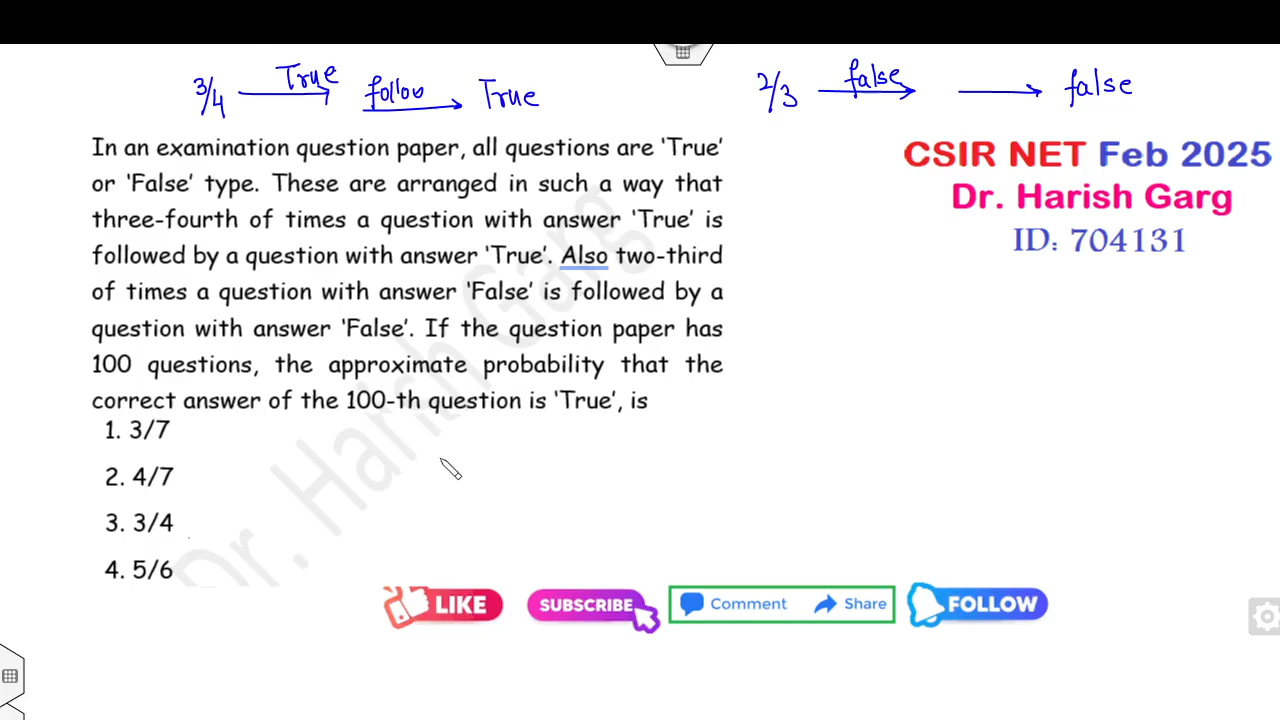 3/4 True follow True
2/3 false false
In an examination question paper, all questions are 'True'
or 'False' type. These are arranged in such a way that
three-fourth of times a question with answer 'True' is
followed by a question with answer 'True'. Also two-third
of times a question with answer 'False' is followed by a
question with answer 'False'. If the question paper has
100 questions, the approximate probability that the
correct answer of the 100-th question is 'True', is
1. 3/7
2. 4/7
3. 3/4
4. 5/6
CSIR NET Feb 2025
Dr. Harish Garg
ID: 704131
Dr. Harish Garg
LIKE
SUBSCRIBE
Comment
Share
FOLLOW